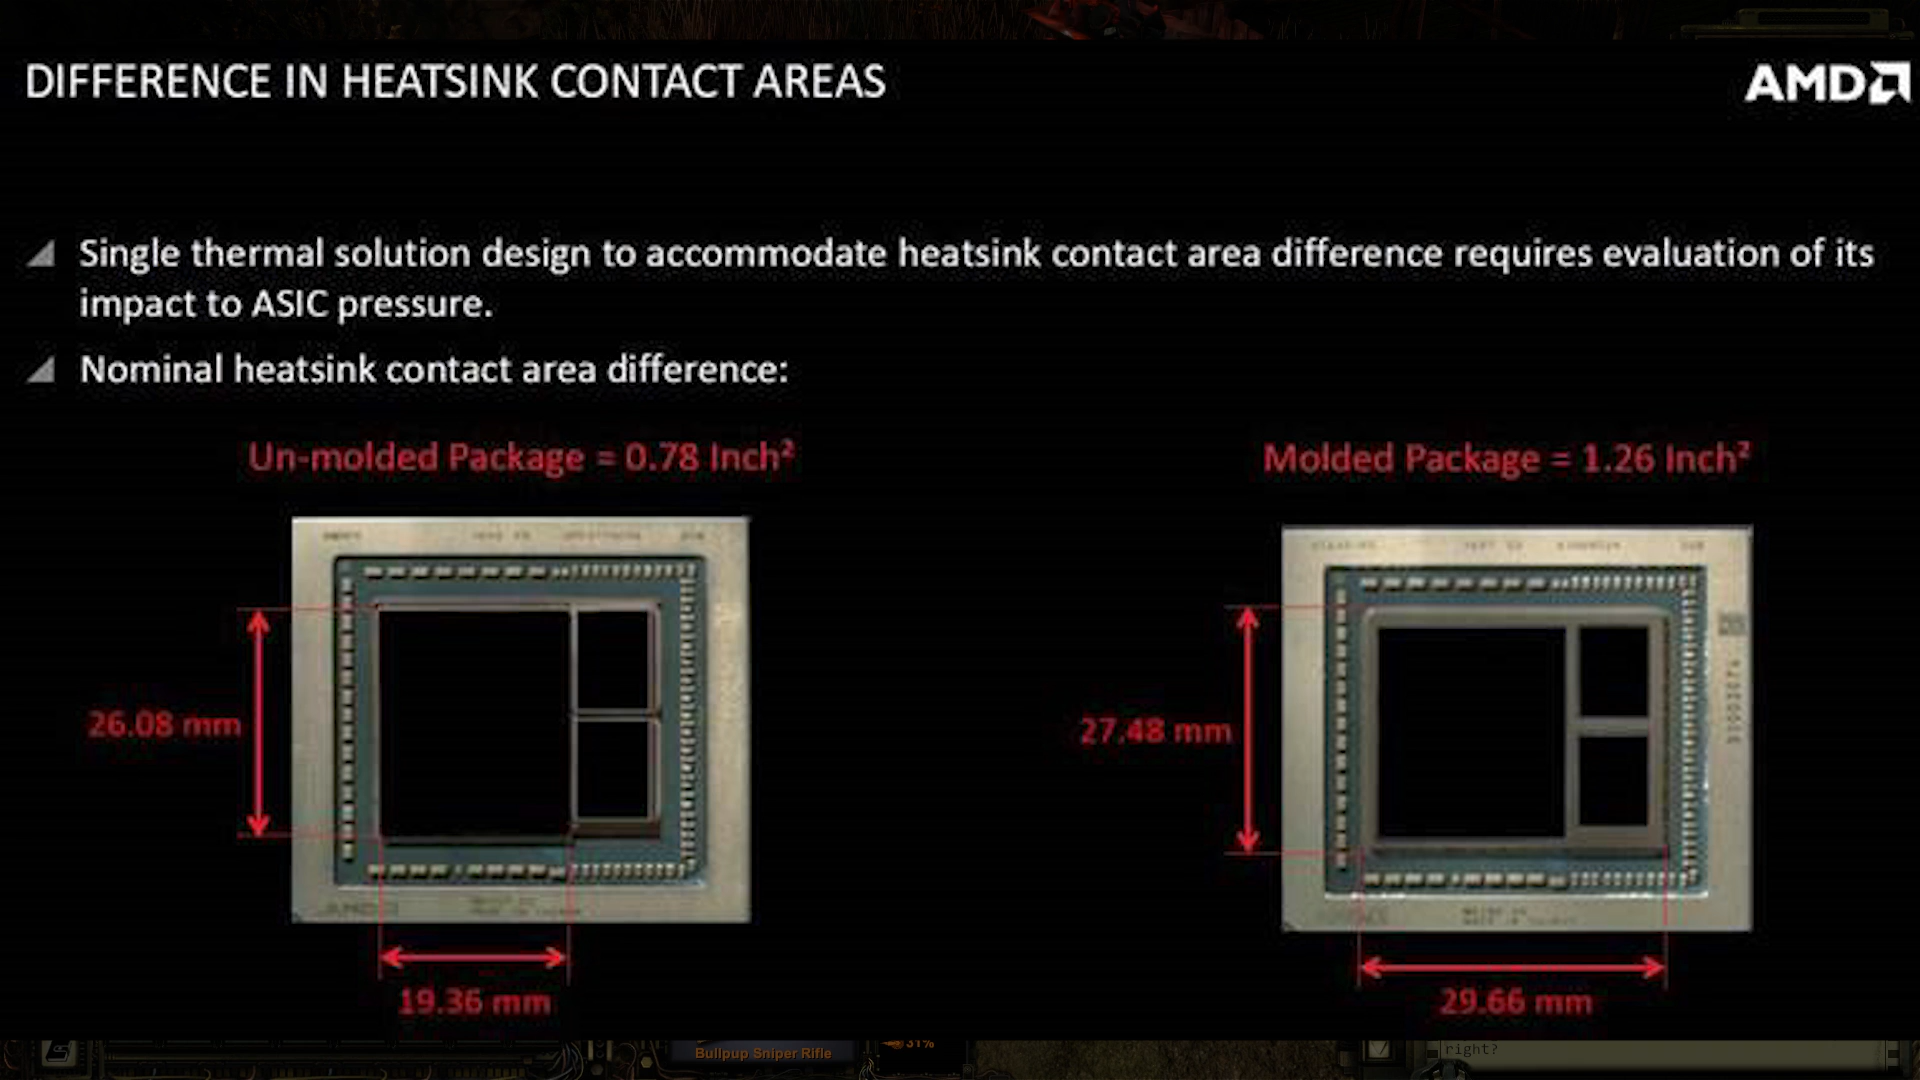 DIFFERENCE IN HEATSINK CONTACT AREAS
AMD
Single thermal solution design to accommodate heatsink contact area difference requires evaluation of its
impact to ASIC pressure.
Nominal heatsink contact area difference:
Un-molded Package = 0.78 Inch²
Molded Package = 1.26 Inch²
26.08 mm
27.48 mm
19.36 mm
29.66 mm
Bullpup Sniper Rifle
31%
right?